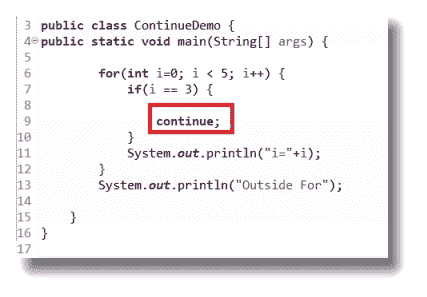 3 public class ContinueDemo {
4 public static void main(String[] args) {
5
6 for(int i=0; i < 5; i++) {
7 if(i == 3) {
8
9 continue;
10 }
11 System.out.println("i="+i);
12 }
13 System.out.println("Outside For");
14
15 }
16 }
17